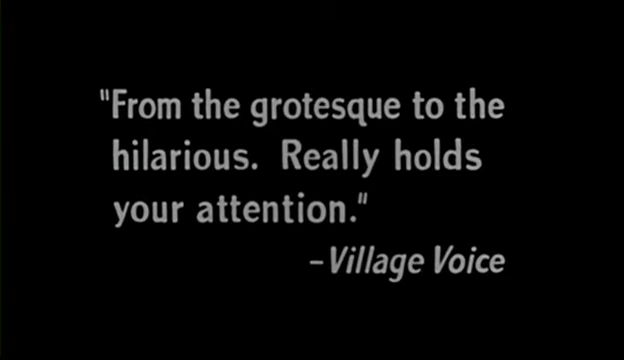 "From the grotesque to the
hilarious. Really holds
your attention."
–Village Voice